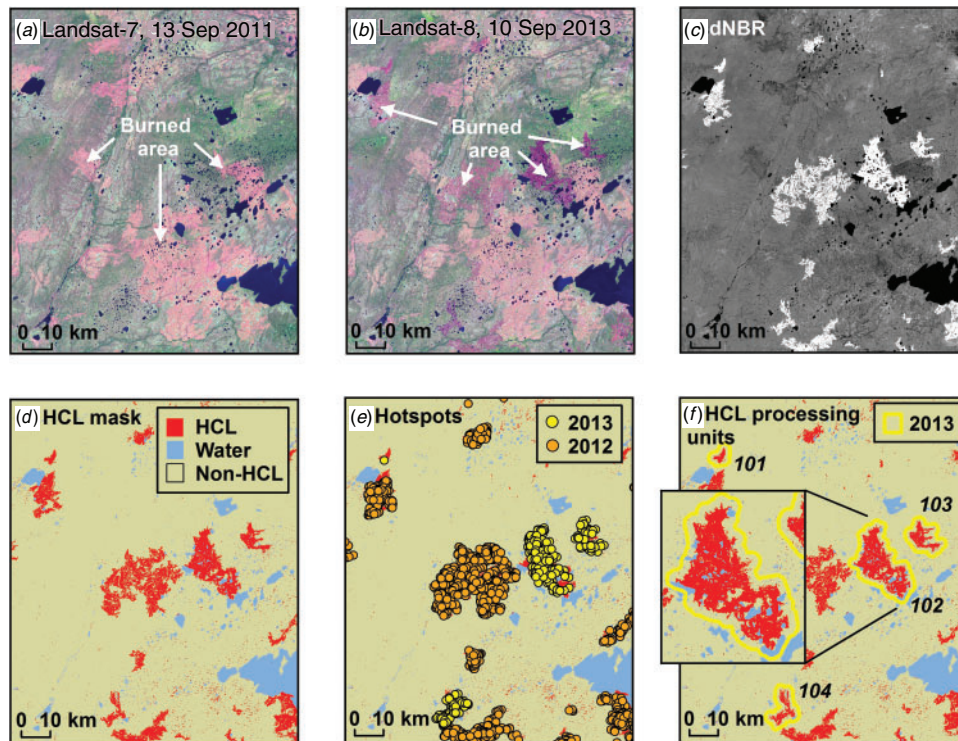 (a) Landsat-7, 13 Sep 2011
Burned
area
0 10 km
(b) Landsat-8, 10 Sep 2013
Burned
area
0 10 km
(c) dNBR
0 10 km
(d) HCL mask
HCL
Water
Non-HCL
0 10 km
(e) Hotspots
2013
2012
0 10 km
(f) HCL processing
units
2013
101
103
102
104
0 10 km